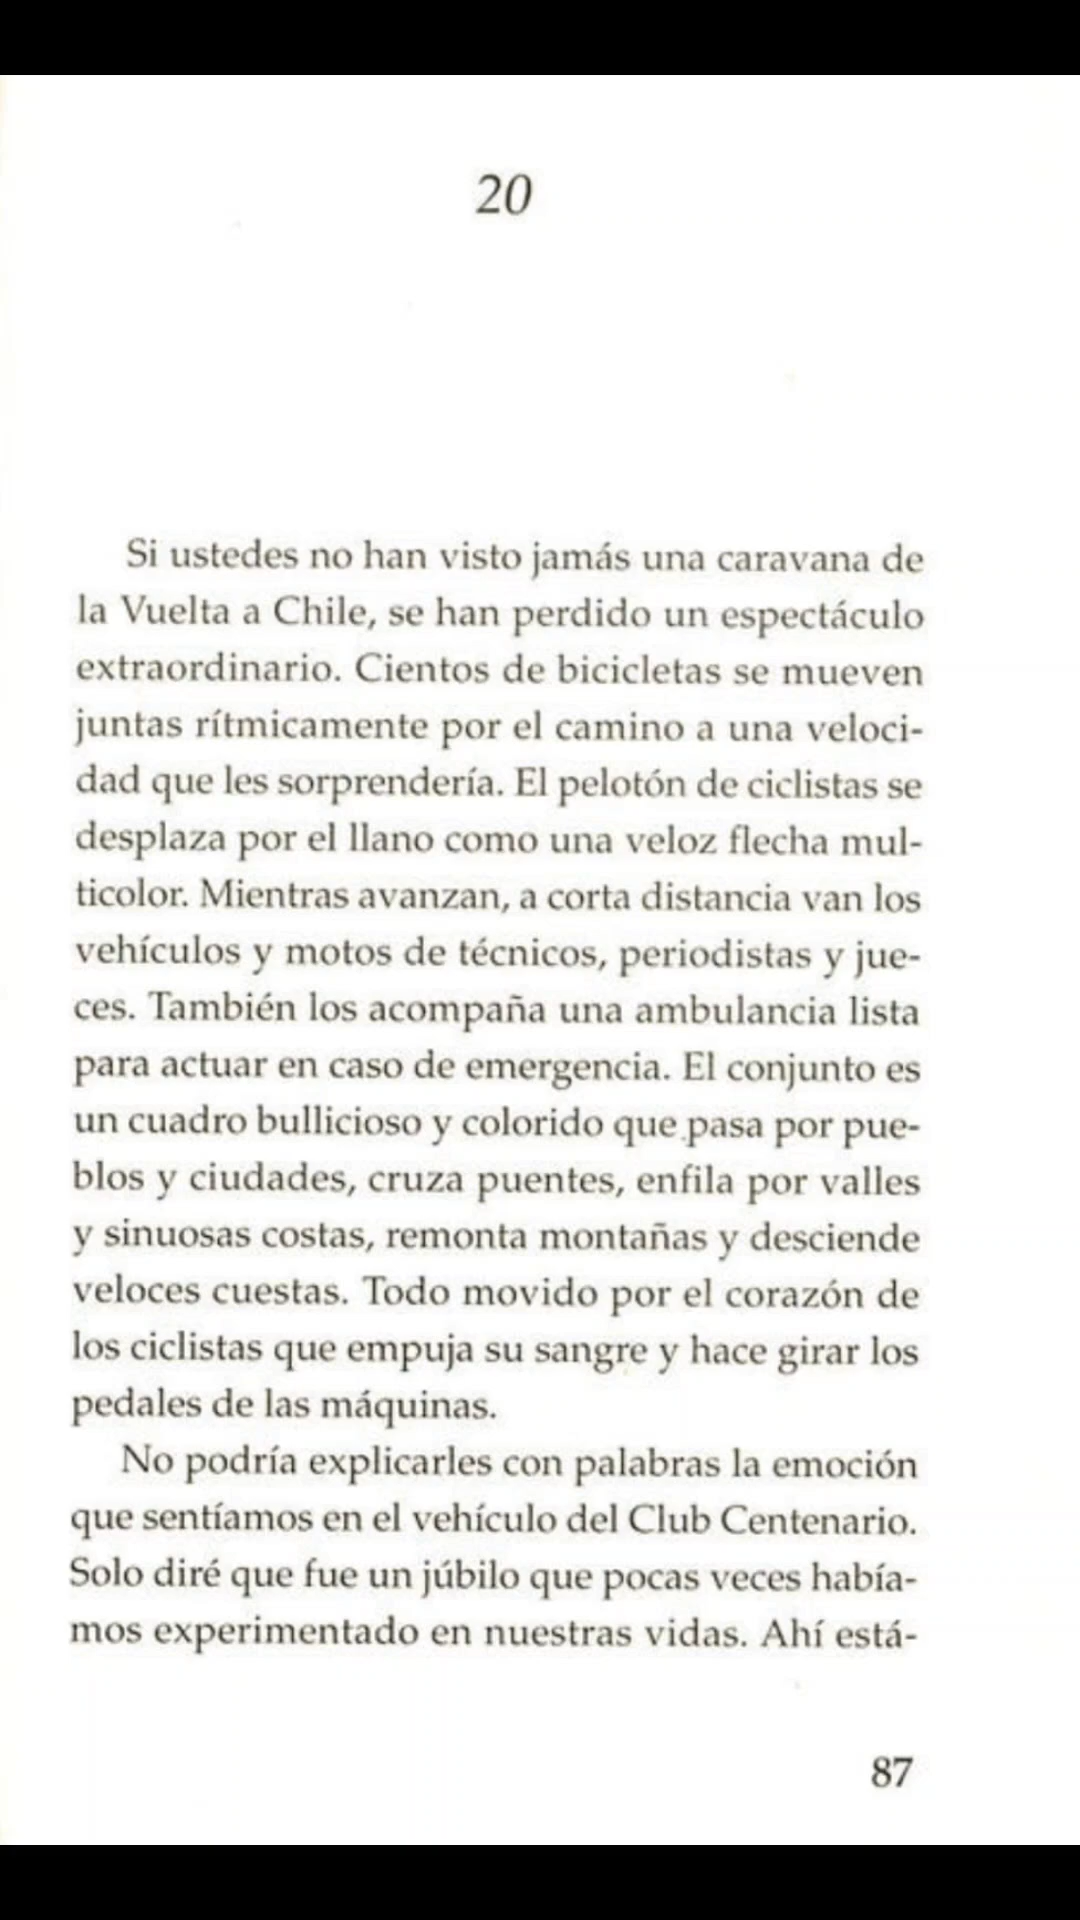 20
Si ustedes no han visto jamás una caravana de
la Vuelta a Chile, se han perdido un espectáculo
extraordinario. Cientos de bicicletas se mueven
juntas rítmicamente por el camino a una veloci-
dad que les sorprendería. El pelotón de ciclistas se
desplaza por el llano como una veloz flecha mul-
ticolor. Mientras avanzan, a corta distancia van los
vehículos y motos de técnicos, periodistas y jue-
ces. También los acompaña una ambulancia lista
para actuar en caso de emergencia. El conjunto es
un cuadro bullicioso y colorido que pasa por pue-
blos y ciudades, cruza puentes, enfila por valles
y sinuosas costas, remonta montañas y desciende
veloces cuestas. Todo movido por el corazón de
los ciclistas que empuja su sangre y hace girar los
pedales de las máquinas.
No podría explicarles con palabras la emoción
que sentíamos en el vehículo del Club Centenario.
Solo diré que fue un júbilo que pocas veces había-
mos experimentado en nuestras vidas. Ahí está-
87